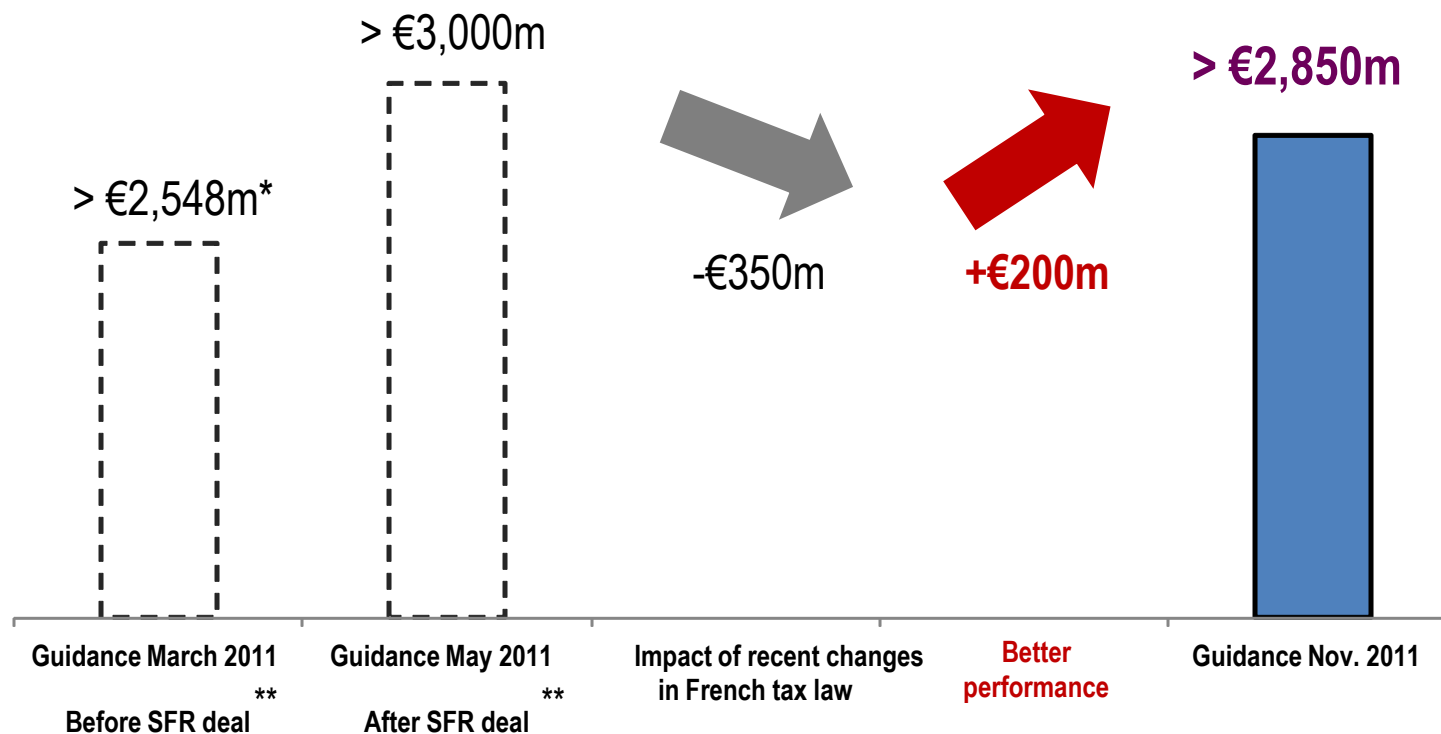 > €3,000m
> €2,850m
> €2,548m*
-€350m
+€200m
Guidance March 2011
**
Before SFR deal
Guidance May 2011
**
After SFR deal
Impact of recent changes
in French tax law
Better
performance
Guidance Nov. 2011